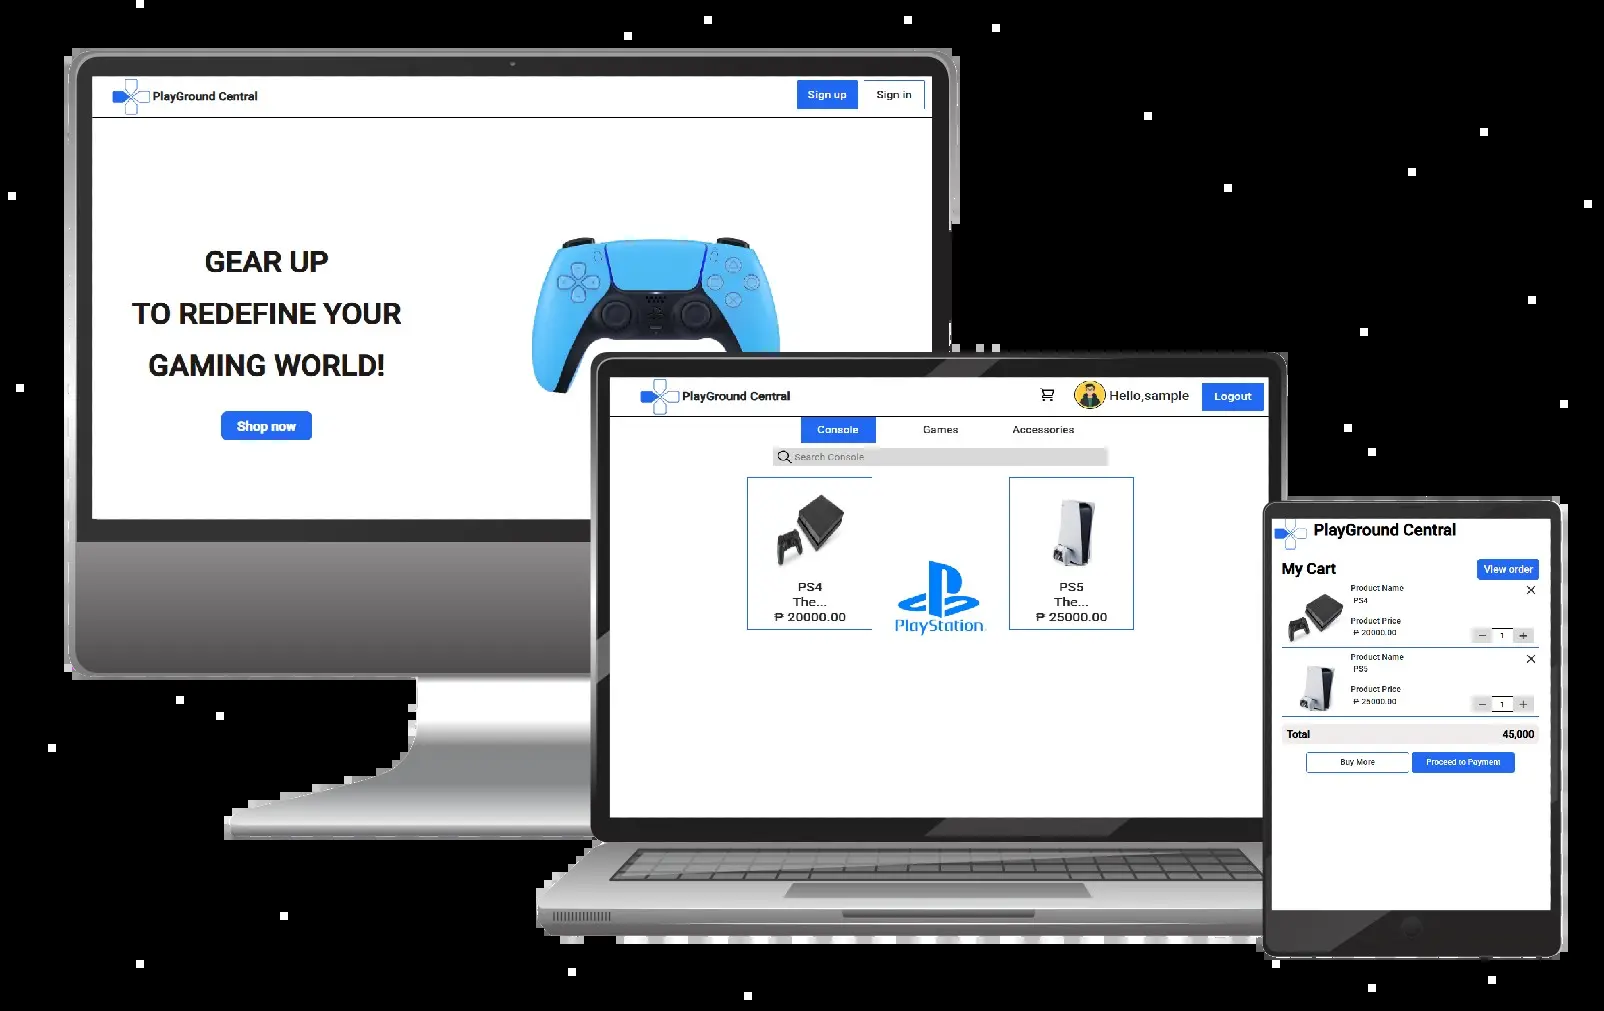 PlayGround Central
Sign up
Sign in
GEAR UP
TO REDEFINE YOUR
GAMING WORLD!
Shop now
PlayGround Central
Hello,sample
Logout
Console
Games
Accessories
Search Console
PS4
The...
₱ 20000.00
PlayStation
PS5
The...
₱ 25000.00
PlayGround Central
My Cart
View order
Product Name
PS4
Product Price
₱ 20000.00
1
Product Name
PS5
Product Price
₱ 25000.00
1
Total 45,000
Buy More
Proceed to Payment